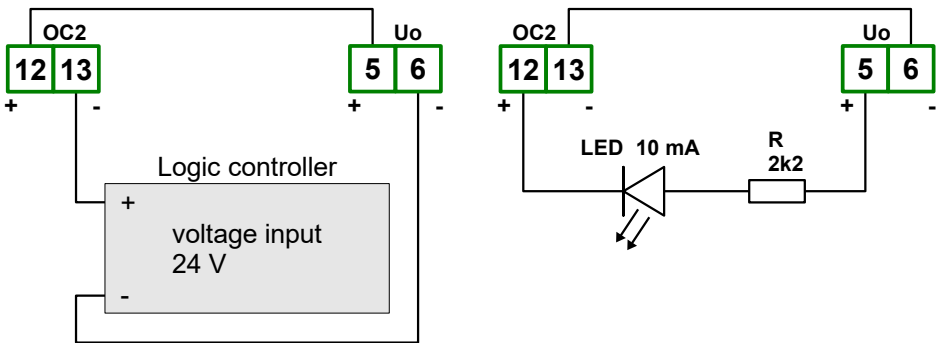 OC2
Uo
12 13
5 6
+ -
+ -
Logic controller
+
voltage input
24 V
-
OC2
Uo
12 13
5 6
+ -
+ -
LED 10 mA
R
2k2